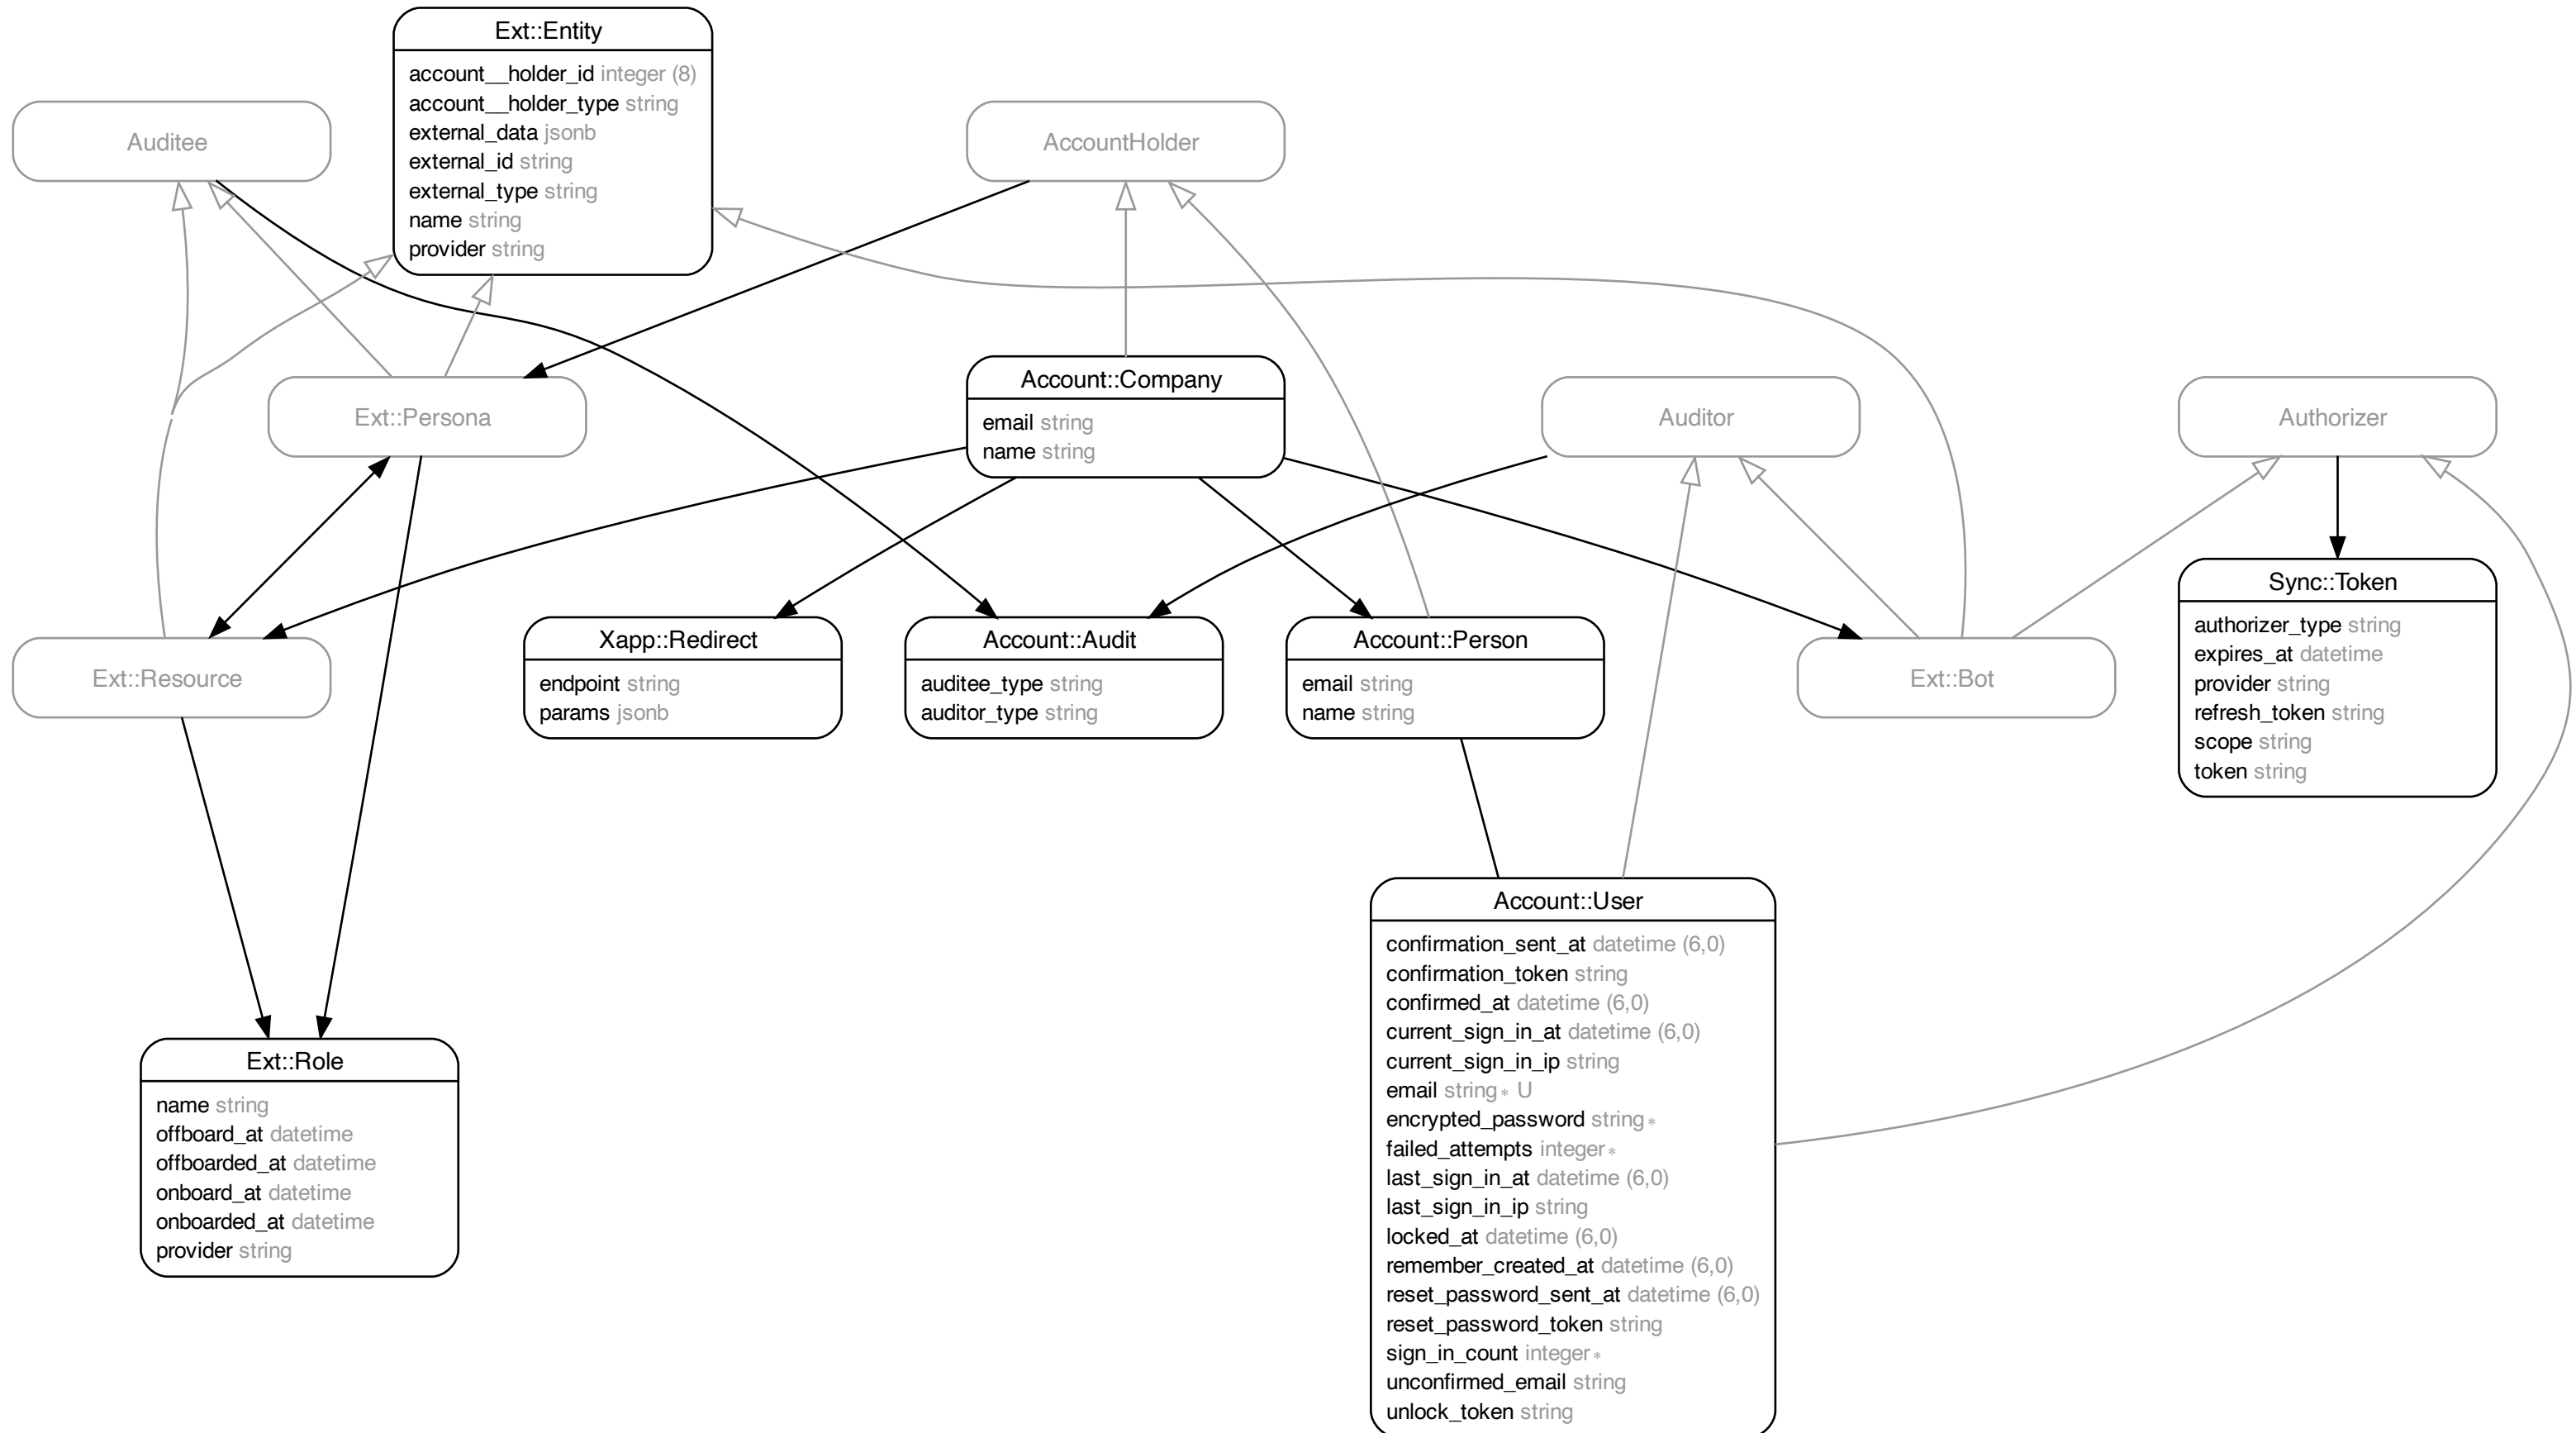 Ext::Entity
account__holder_id integer (8)
account__holder_type string
external_data jsonb
external_id string
external_type string
name string
provider string
Auditee
AccountHolder
Ext::Persona
Account::Company
email string
name string
Auditor
Authorizer
Ext::Resource
Xapp::Redirect
endpoint string
params jsonb
Account::Audit
auditee_type string
auditor_type string
Account::Person
email string
name string
Ext::Bot
Sync::Token
authorizer_type string
expires_at datetime
provider string
refresh_token string
scope string
token string
Account::User
confirmation_sent_at datetime (6,0)
confirmation_token string
confirmed_at datetime (6,0)
current_sign_in_at datetime (6,0)
current_sign_in_ip string
email string∗ U
encrypted_password string∗
failed_attempts integer∗
last_sign_in_at datetime (6,0)
last_sign_in_ip string
locked_at datetime (6,0)
remember_created_at datetime (6,0)
reset_password_sent_at datetime (6,0)
reset_password_token string
sign_in_count integer∗
unconfirmed_email string
unlock_token string
Ext::Role
name string
offboard_at datetime
offboarded_at datetime
onboard_at datetime
onboarded_at datetime
provider string